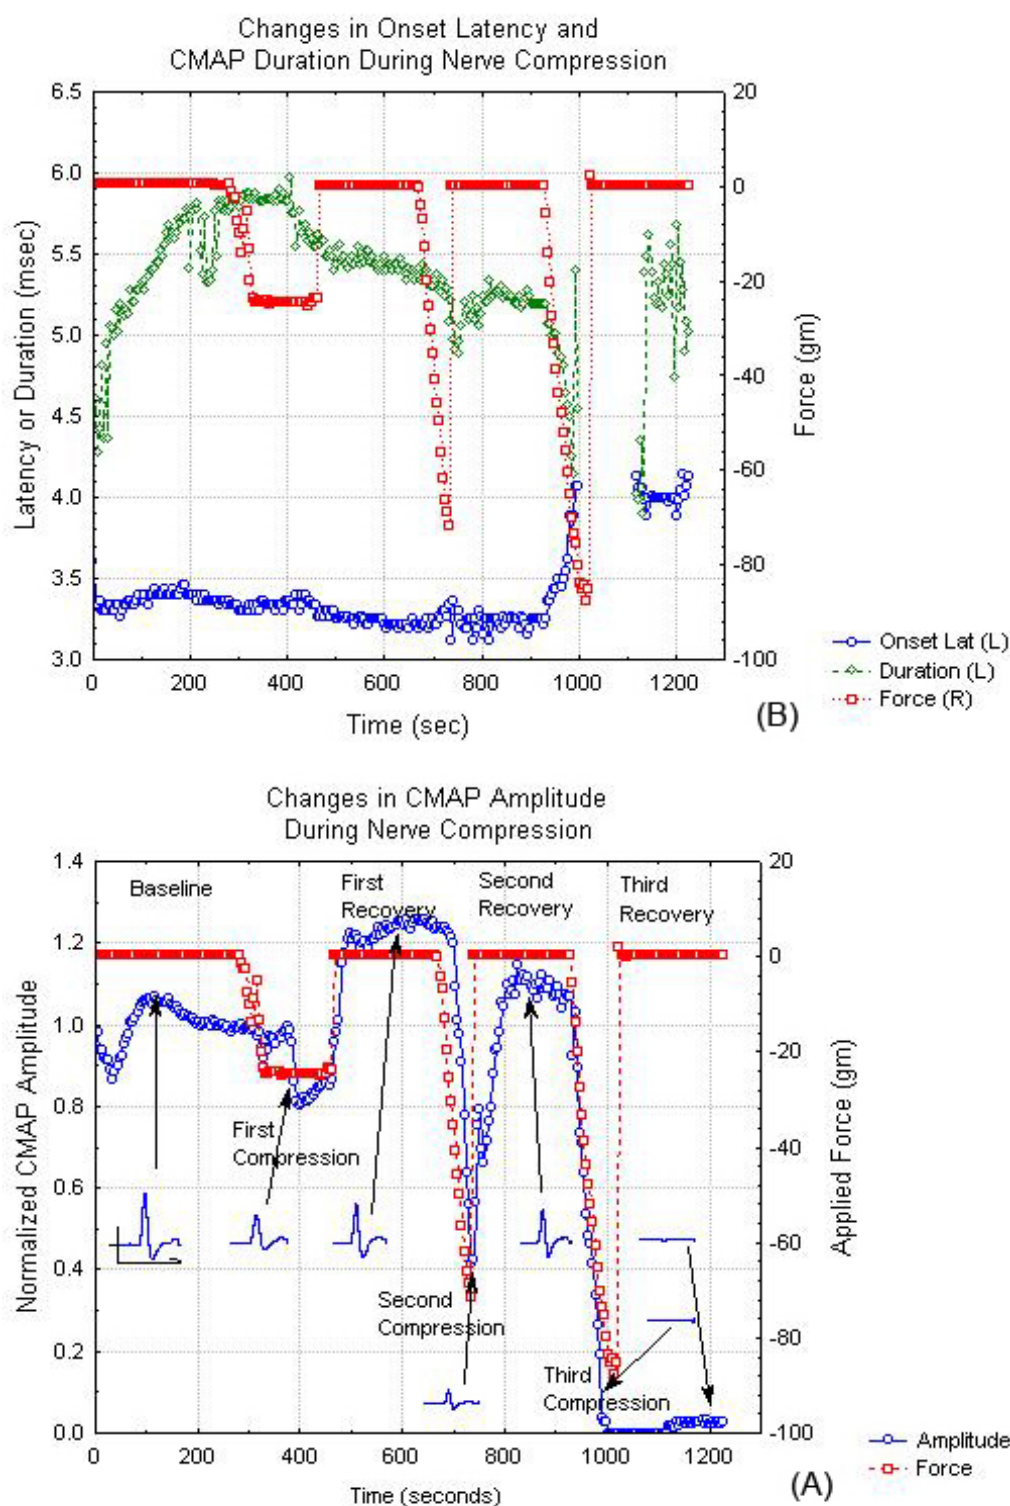 Changes in Onset Latency and
CMAP Duration During Nerve Compression
6.5
6.0
5.5
5.0
4.5
4.0
3.5
3.0
Latency or Duration (msec)
20
0
-20
-40
-60
-80
-100
Force (gm)
0
200
400
600
800
1000
1200
Time (sec)
(B)
Onset Lat (L)
Duration (L)
Force (R)
Changes in CMAP Amplitude
During Nerve Compression
1.4
1.2
1.0
0.8
0.6
0.4
0.2
0.0
Normalized CMAP Amplitude
Baseline
First
Recovery
Second
Recovery
Third
Recovery
First
Compression
Second
Compression
Third
Compression
20
0
-20
-40
-60
-80
-100
Applied Force (gm)
0
200
400
600
800
1000
1200
Time (seconds)
(A)
Amplitude
Force